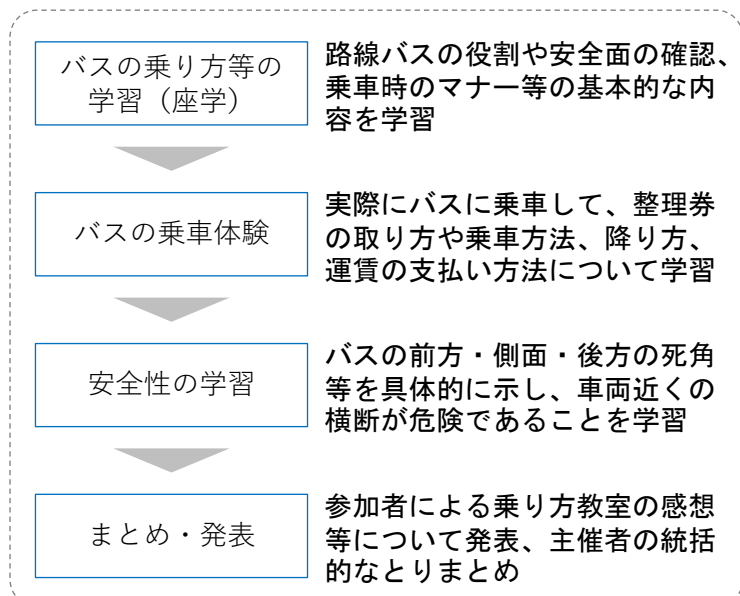 バスの乗り方等の
学習（座学）
路線バスの役割や安全面の確認、
乗車時のマナー等の基本的な内
容を学習
バスの乗車体験
実際にバスに乗車して、整理券
の取り方や乗車方法、降り方、
運賃の支払い方法について学習
安全性の学習
バスの前方・側面・後方の死角
等を具体的に示し、車両近くの
横断が危険であることを学習
まとめ・発表
参加者による乗り方教室の感想
等について発表、主催者の統括
的なとりまとめ